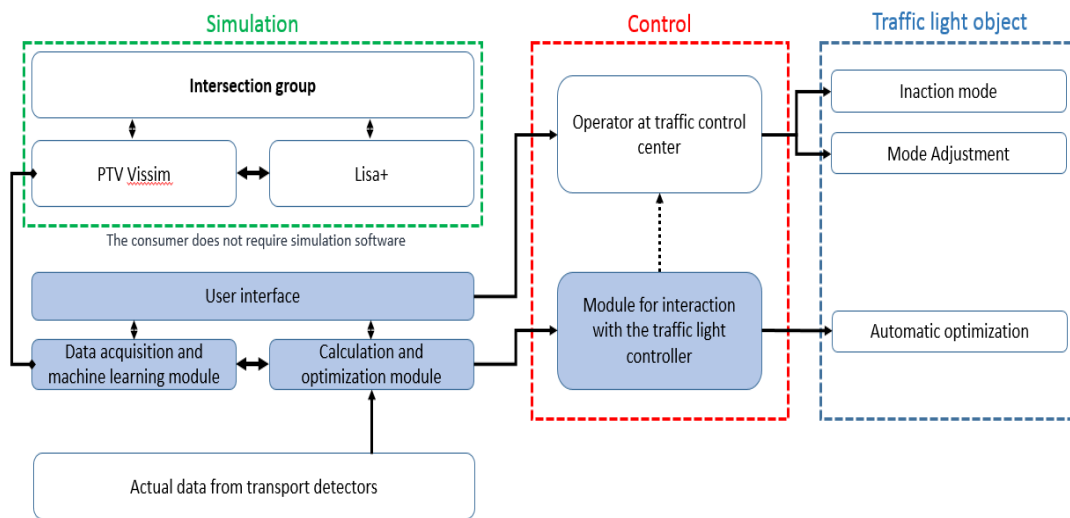 Simulation
Control
Traffic light object
Intersection group
PTV Vissim
Lisa+
The consumer does not require simulation software
User interface
Data acquisition and
machine learning module
Calculation and
optimization module
Actual data from transport detectors
Operator at traffic control
center
Module for interaction
with the traffic light
controller
Inaction mode
Mode Adjustment
Automatic optimization